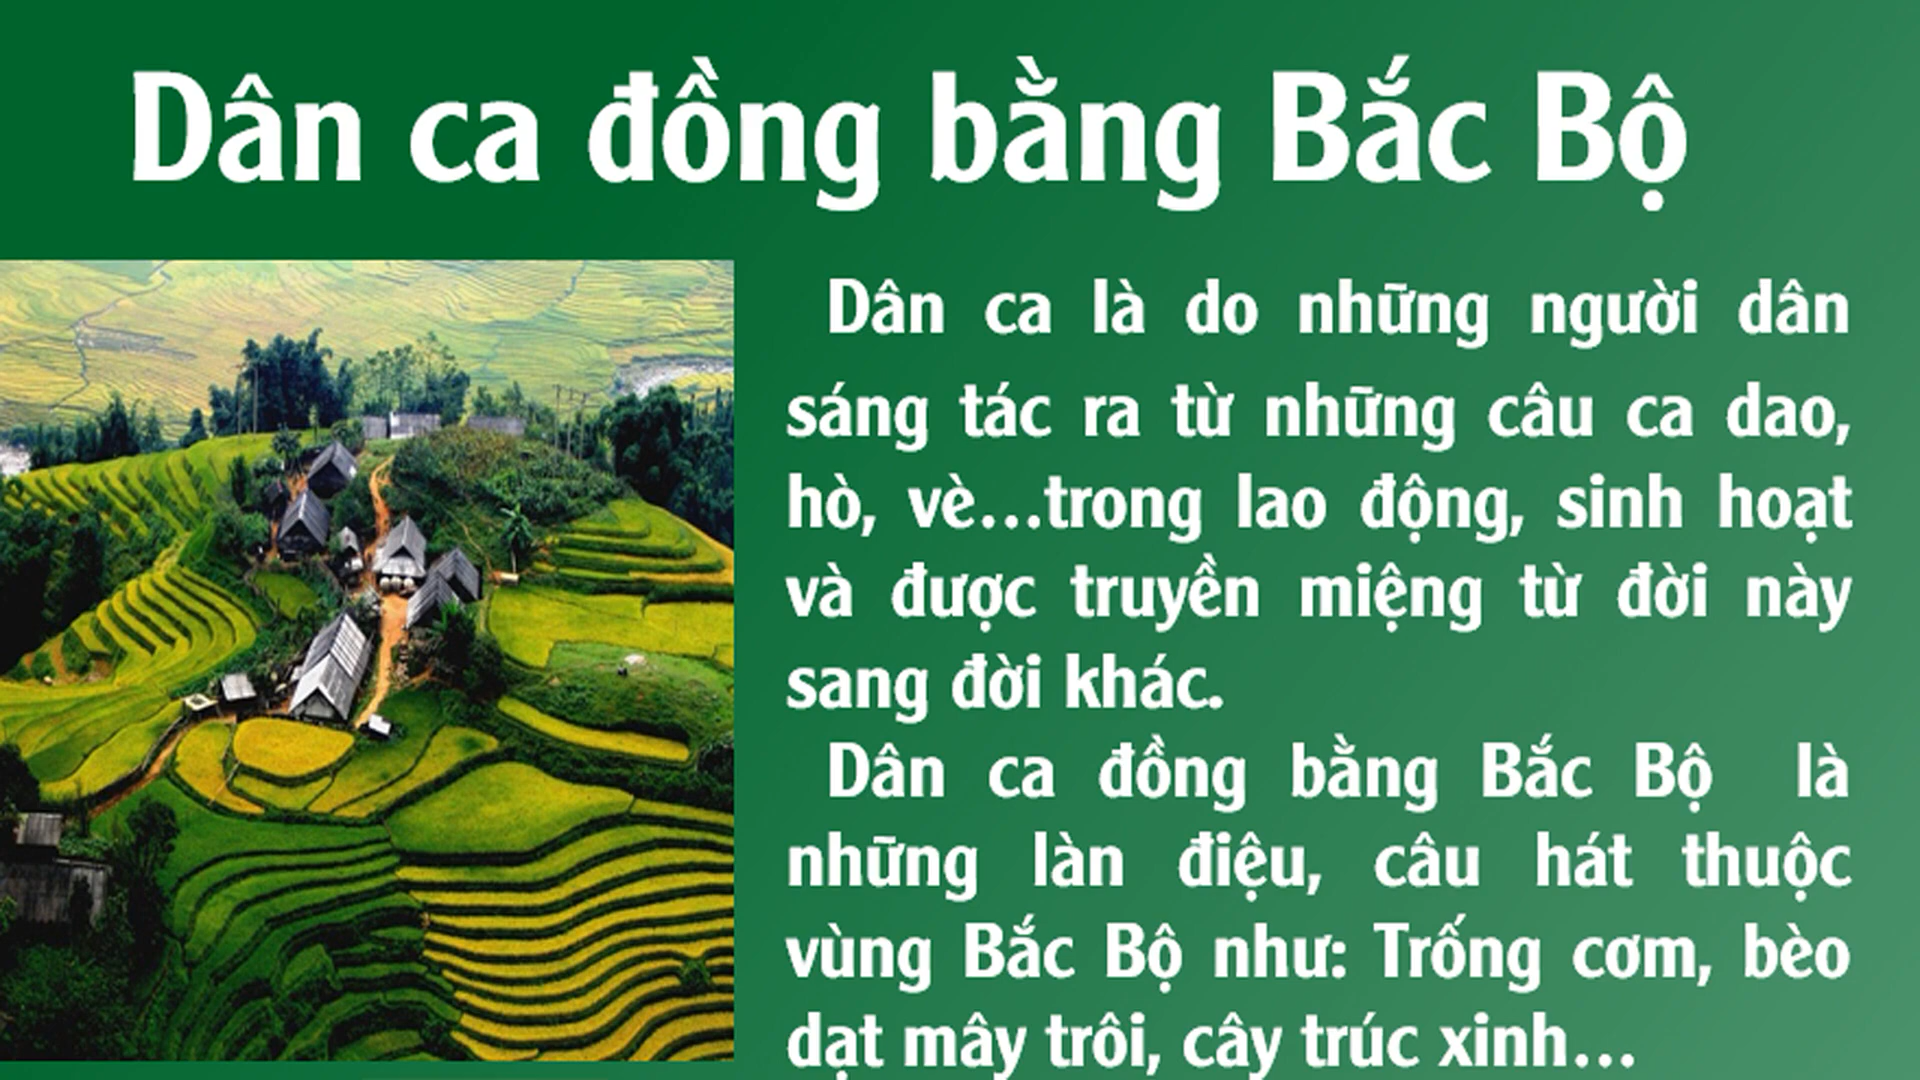 Dân ca đồng bằng Bắc Bộ
Dân ca là do những người dân
sáng tác ra từ những câu ca dao,
hò, vè...trong lao động, sinh hoạt
và được truyền miệng từ đời này
sang đời khác.
Dân ca đồng bằng Bắc Bộ là
những làn điệu, câu hát thuộc
vùng Bắc Bộ như: Trống cơm, bèo
dạt mây trôi, cây trúc xinh...